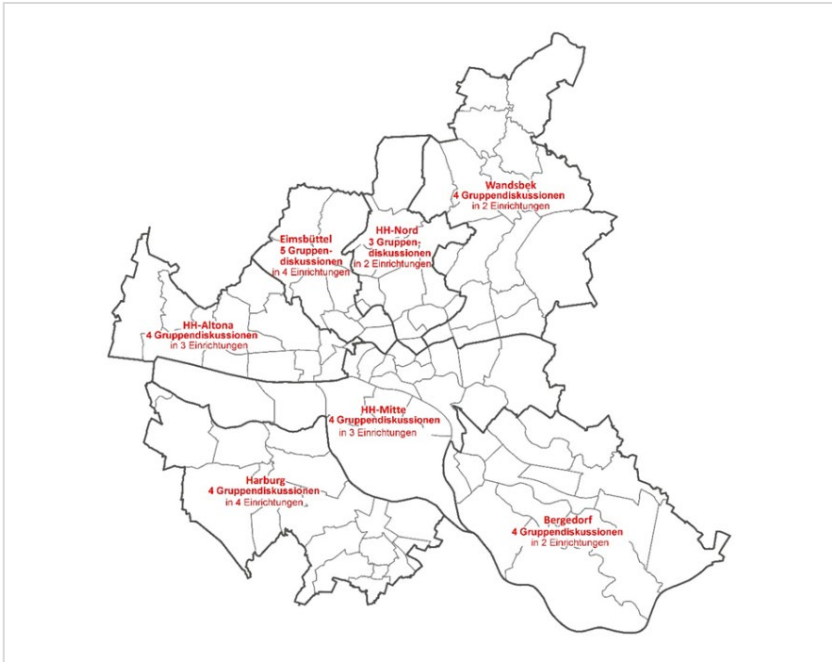 Wandsbek
4 Gruppendiskussionen
in 2 Einrichtungen
HH-Nord
3 Gruppen-
diskussionen
in 2 Einrichtungen
Eimsbüttel
5 Gruppen-
diskussionen
in 4 Einrichtungen
HH-Altona
4 Gruppendiskussionen
in 3 Einrichtungen
HH-Mitte
4 Gruppendiskussionen
in 3 Einrichtungen
Harburg
4 Gruppendiskussionen
in 4 Einrichtungen
Bergedorf
4 Gruppendiskussionen
in 2 Einrichtungen